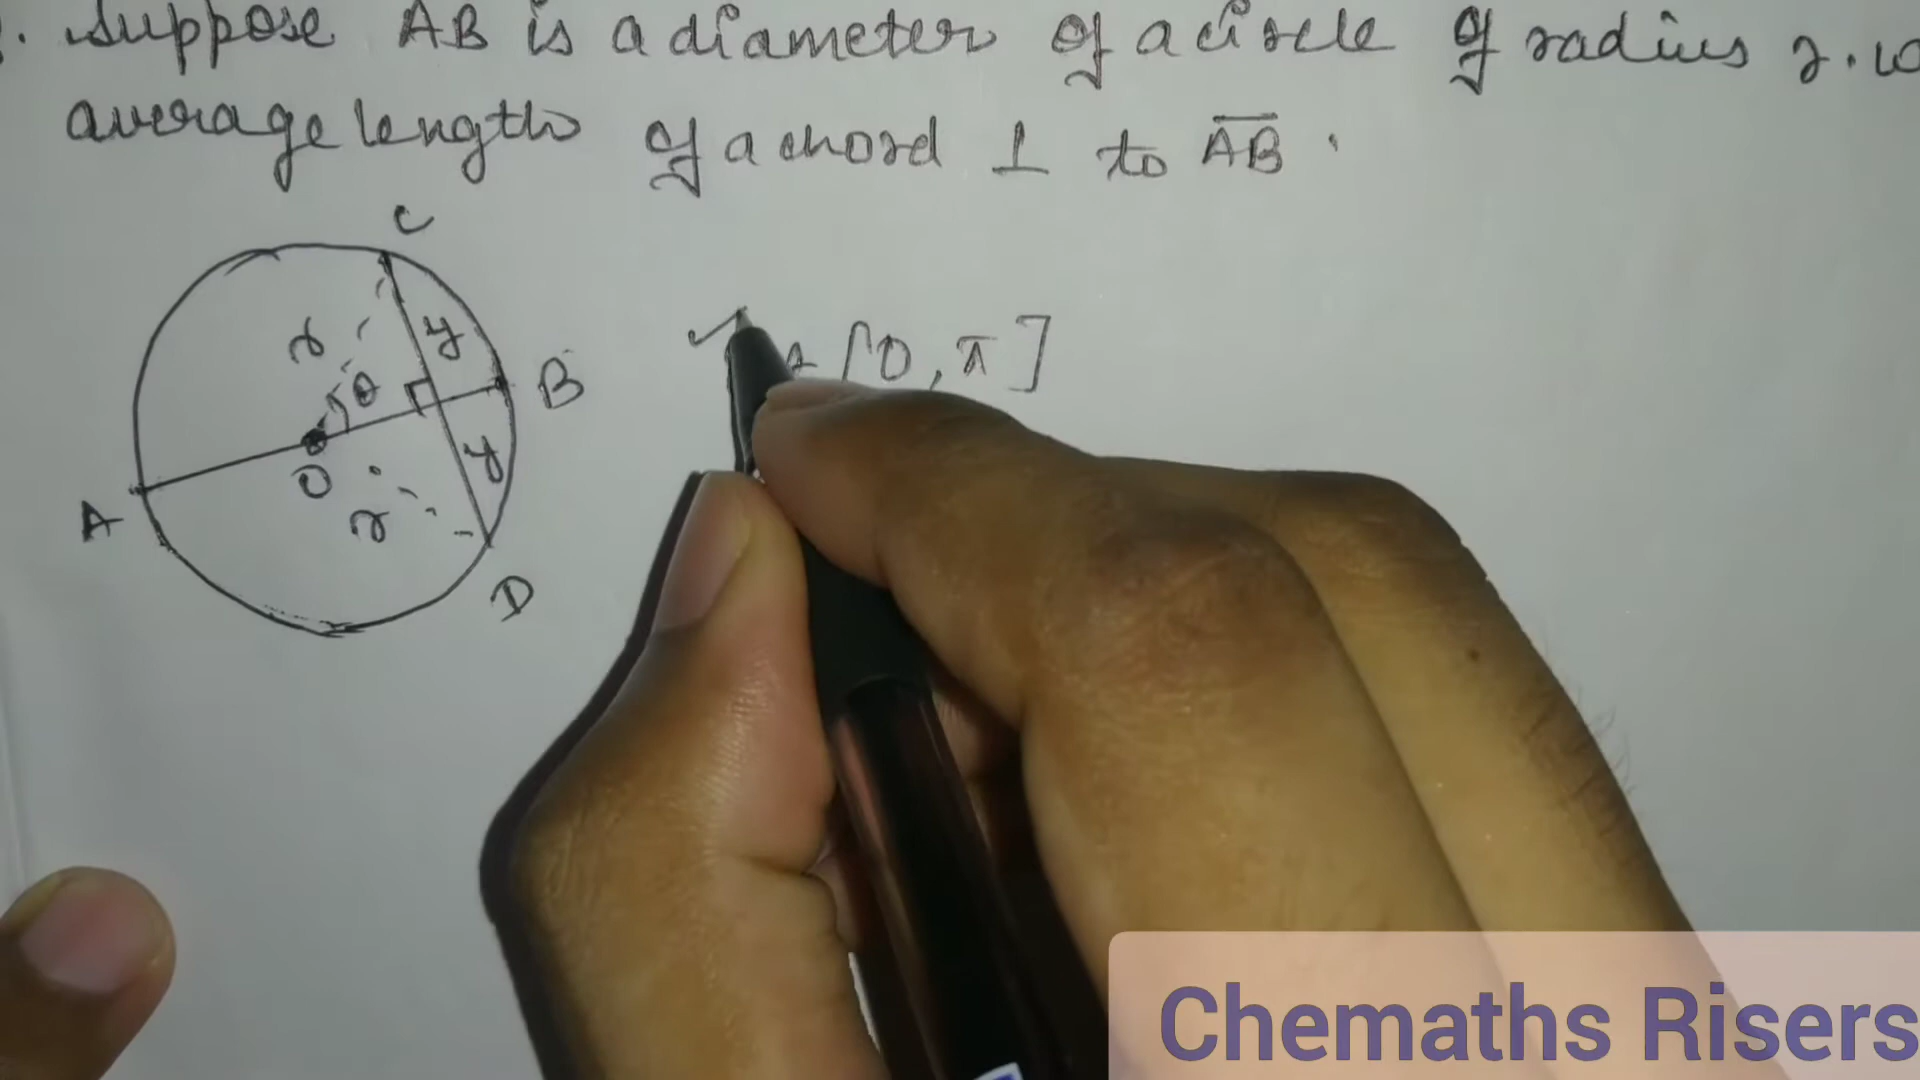 Suppose AB is a diameter of a circle of radius r.
average length of a chord ⊥ to AB.
C
r
y
θ
B
[0, π]
O
y
A
r
D
Chemaths Risers